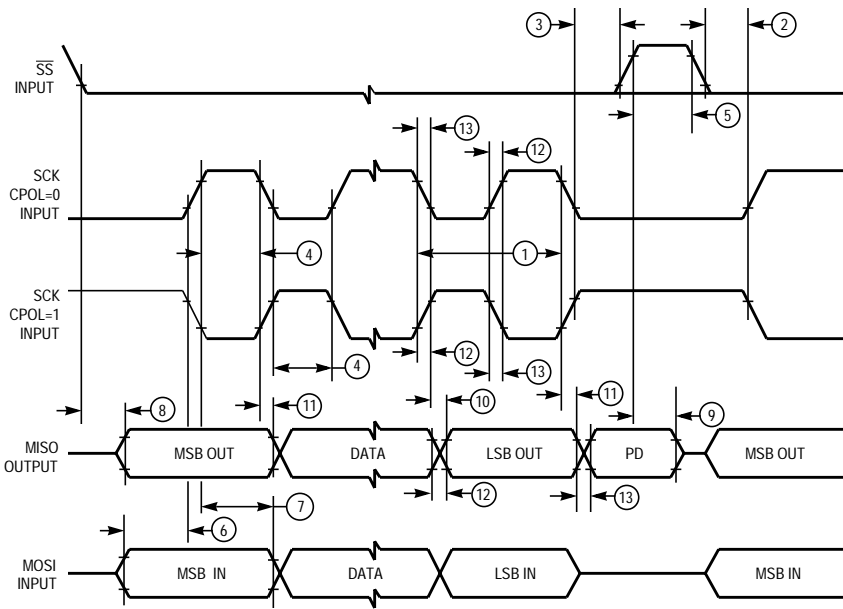 3
2
SS
INPUT
5
13
12
SCK
CPOL=0
INPUT
4
1
SCK
CPOL=1
INPUT
12
4
13
8
11
10
11
9
MISO
OUTPUT
MSB OUT
DATA
LSB OUT
PD
MSB OUT
12
13
7
6
MOSI
INPUT
MSB IN
DATA
LSB IN
MSB IN